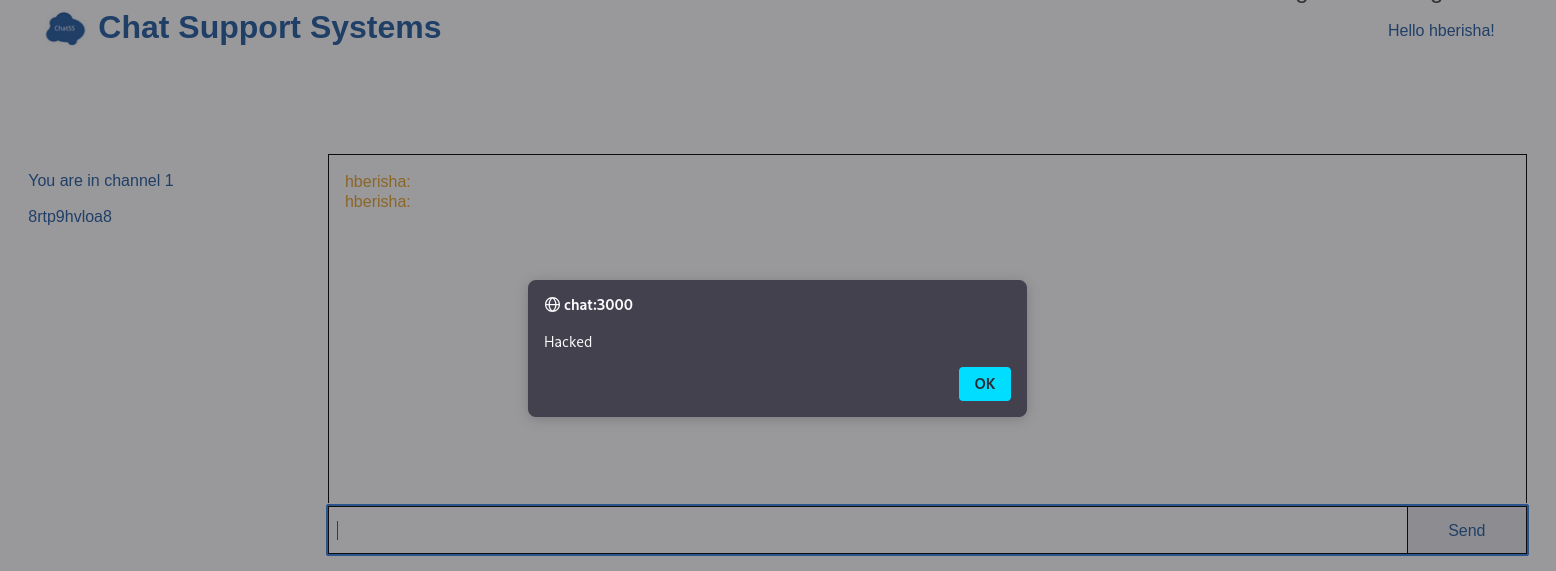 ChatSS
Chat Support Systems
Hello hberisha!
You are in channel 1
8rtp9hvloa8
hberisha:
hberisha:
chat:3000
Hacked
OK
Send